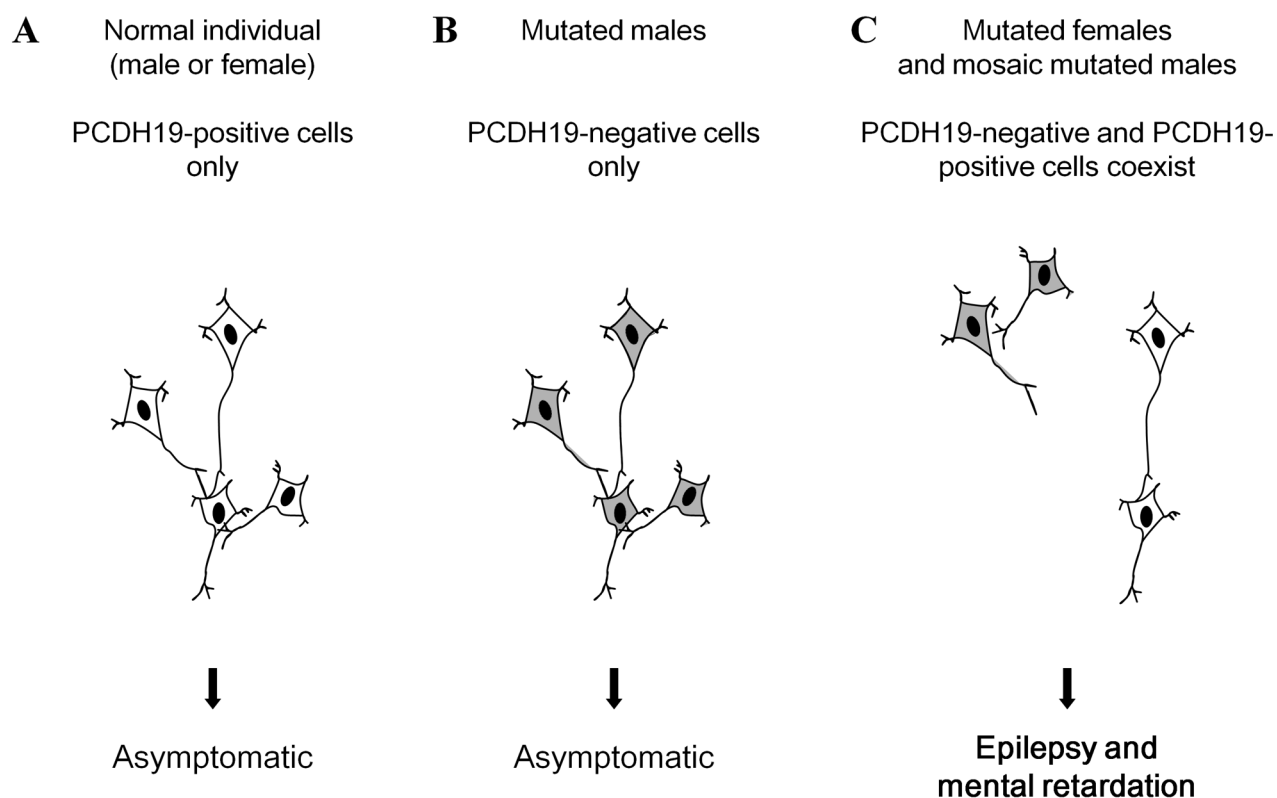 A
Normal individual
(male or female)
PCDH19-positive cells
only
Asymptomatic
B
Mutated males
PCDH19-negative cells
only
Asymptomatic
C
Mutated females
and mosaic mutated males
PCDH19-negative and PCDH19-
positive cells coexist
Epilepsy and
mental retardation